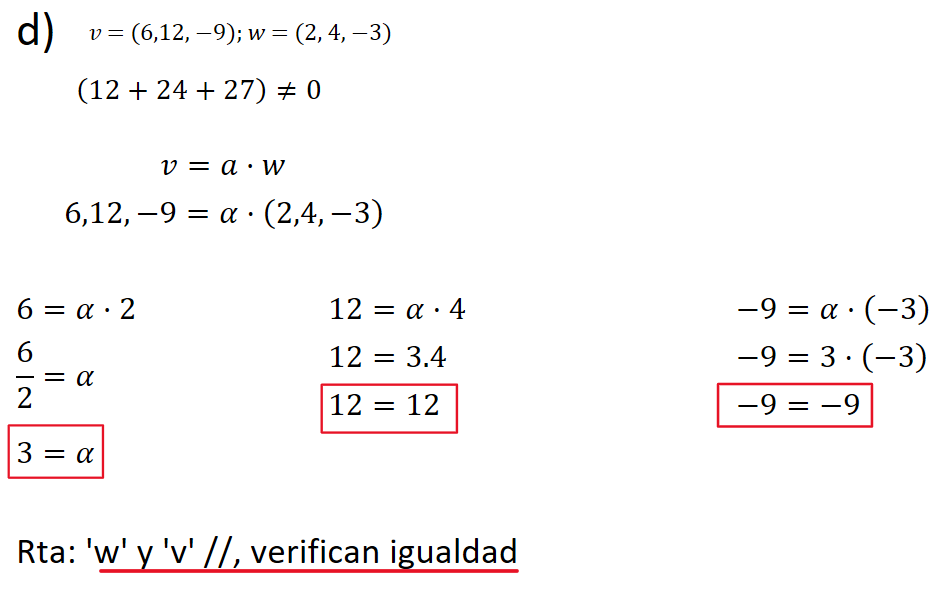 d) v = (6,12, −9); w = (2, 4, −3)
(12 + 24 + 27) ≠ 0
v = a · w
6,12, −9 = α · (2,4, −3)
6 = α · 2
6/2 = α
3 = α
12 = α · 4
12 = 3.4
12 = 12
−9 = α · (−3)
−9 = 3 · (−3)
−9 = −9
Rta: 'w' y 'v' //, verifican igualdad